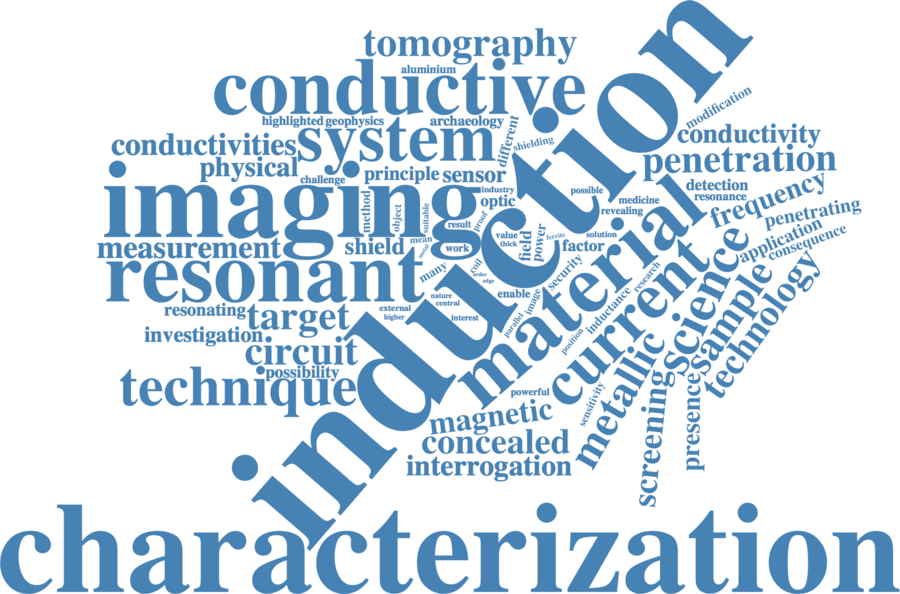 tomography
aluminium
conductive
highlighted geophysics
archaeology
modification
conductivities
system
different
shielding
conductivity
physical
challenge
principle
sensor
penetration
imaging
method
object
suitable
proof
industry
optic
possible
medicine
revealing
detection
resonance
frequency
penetrating
measurement
shield
mean
metal
result
work
value
thick
field
power
ferrite
solution
factor
application
consequence
resonant
many
coil
order
edge
security
research
induction
material
current
science
sample
technology
resonating
target
external
higher
nature
central
interest
enable
image
parallel
inductance
position
investigation
circuit
possibility
technique
powerful
sensitivity
metallic
screening
presence
magnetic
concealed
interrogation
characterization